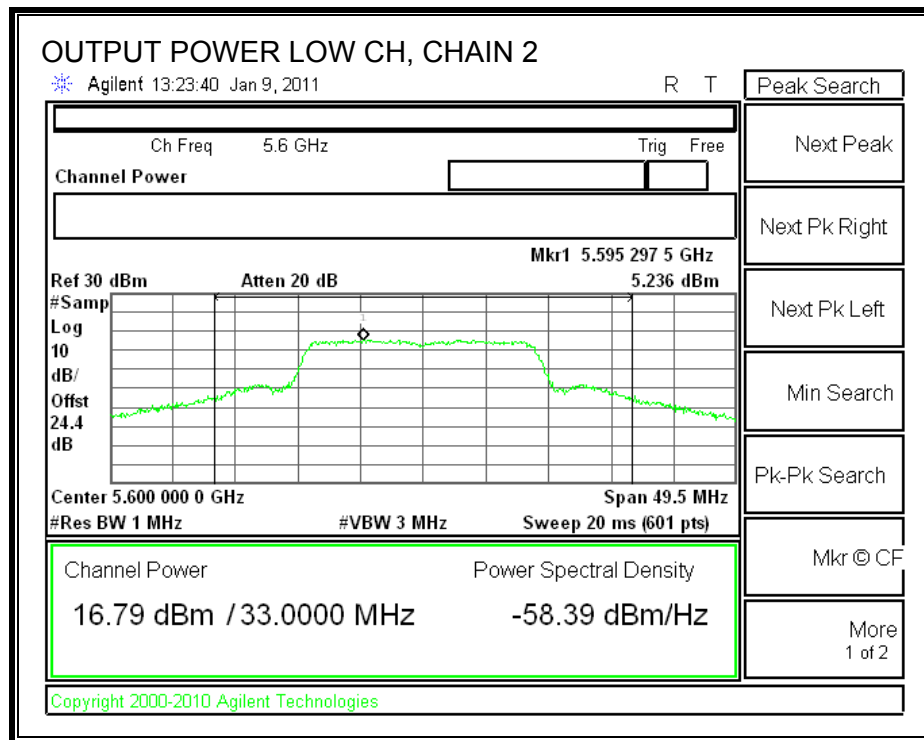 OUTPUT POWER LOW CH, CHAIN 2
Agilent 13:23:40 Jan 9, 2011 R T
Peak Search
Ch Freq 5.6 GHz Trig Free
Channel Power
Mkr1 5.595 297 5 GHz
Ref 30 dBm Atten 20 dB 5.236 dBm
#Samp
Log
10
dB/
Offst
24.4
dB
1
Center 5.600 000 0 GHz Span 49.5 MHz
#Res BW 1 MHz #VBW 3 MHz Sweep 20 ms (601 pts)
Channel Power Power Spectral Density
16.79 dBm / 33.0000 MHz -58.39 dBm/Hz
Copyright 2000-2010 Agilent Technologies
Next Peak
Next Pk Right
Next Pk Left
Min Search
Pk-Pk Search
Mkr © CF
More
1 of 2